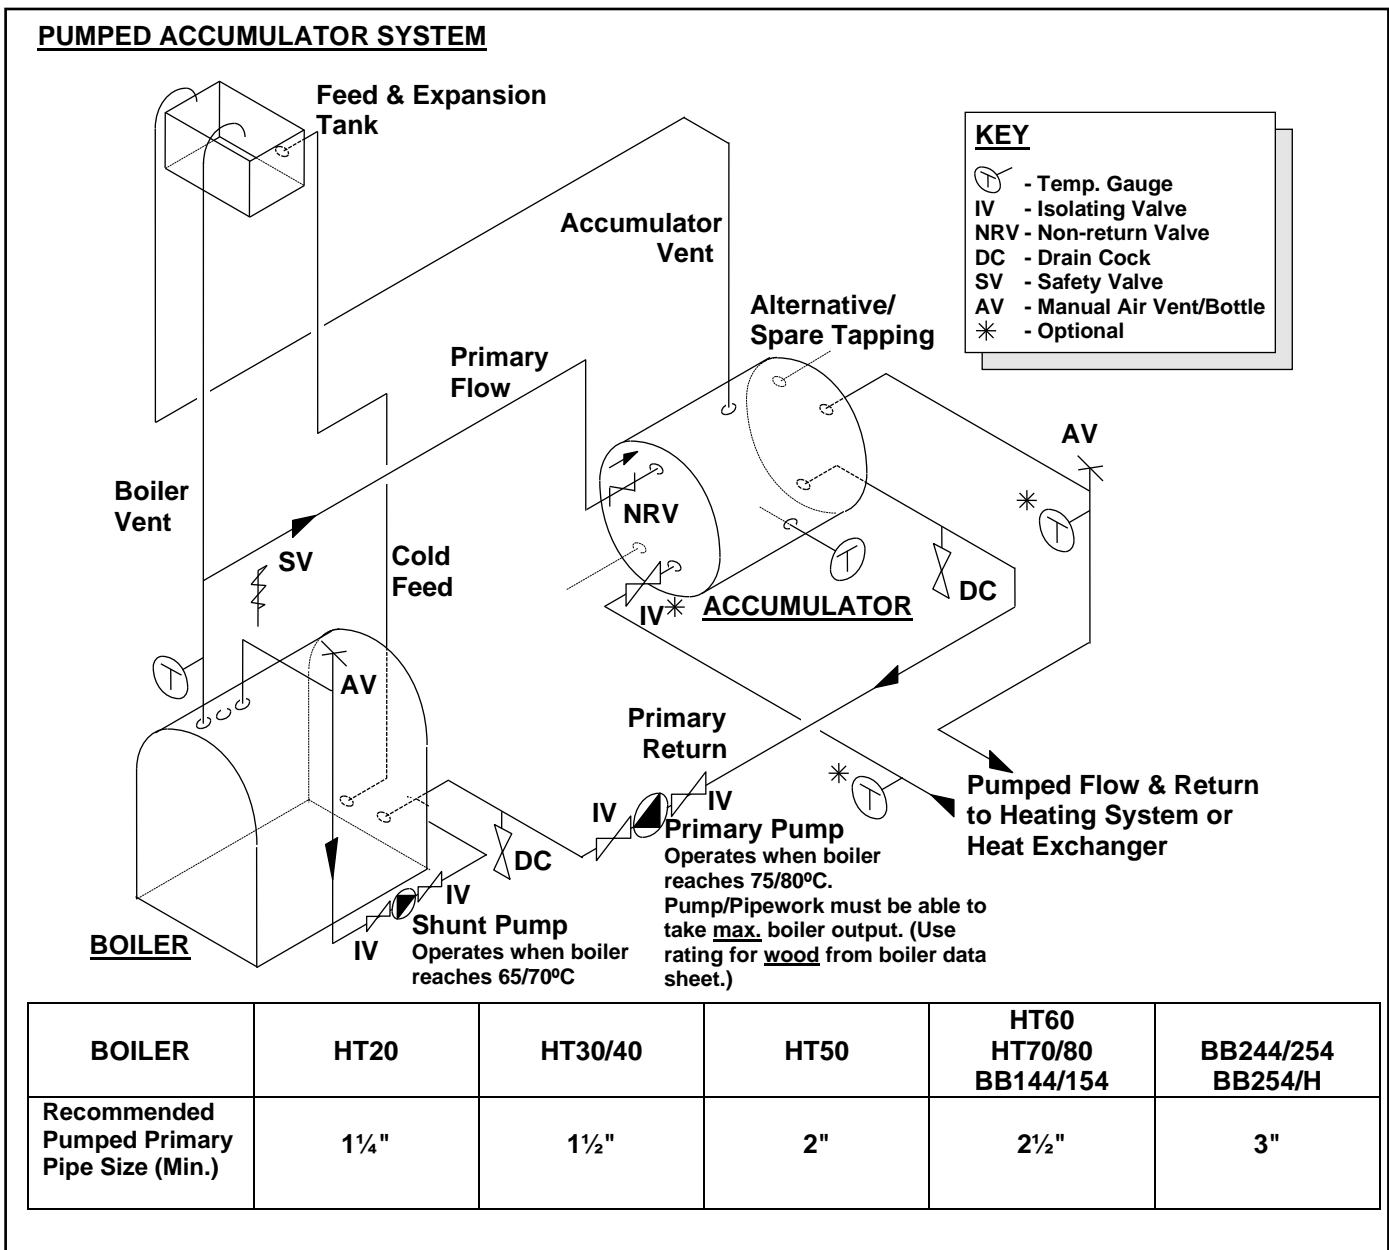 PUMPED ACCUMULATOR SYSTEM
Feed & Expansion
Tank
KEY
T - Temp. Gauge
IV - Isolating Valve
NRV - Non-return Valve
DC - Drain Cock
SV - Safety Valve
AV - Manual Air Vent/Bottle
✳ - Optional
Accumulator
Vent
Alternative/
Spare Tapping
Primary
Flow
AV
Boiler
Vent
✳
T
NRV
SV
Cold
Feed
T
DC
IV✳
ACCUMULATOR
T
AV
Primary
Return
✳
T
Pumped Flow & Return
to Heating System or
Heat Exchanger
IV
IV
Primary Pump
Operates when boiler
reaches 75/80ºC.
Pump/Pipework must be able to
take max. boiler output. (Use
rating for wood from boiler data
sheet.)
DC
IV
IV
Shunt Pump
Operates when boiler
reaches 65/70ºC
BOILER
BOILER
HT20
HT30/40
HT50
HT60
HT70/80
BB144/154
BB244/254
BB254/H
Recommended
Pumped Primary
Pipe Size (Min.)
1¼"
1½"
2"
2½"
3"